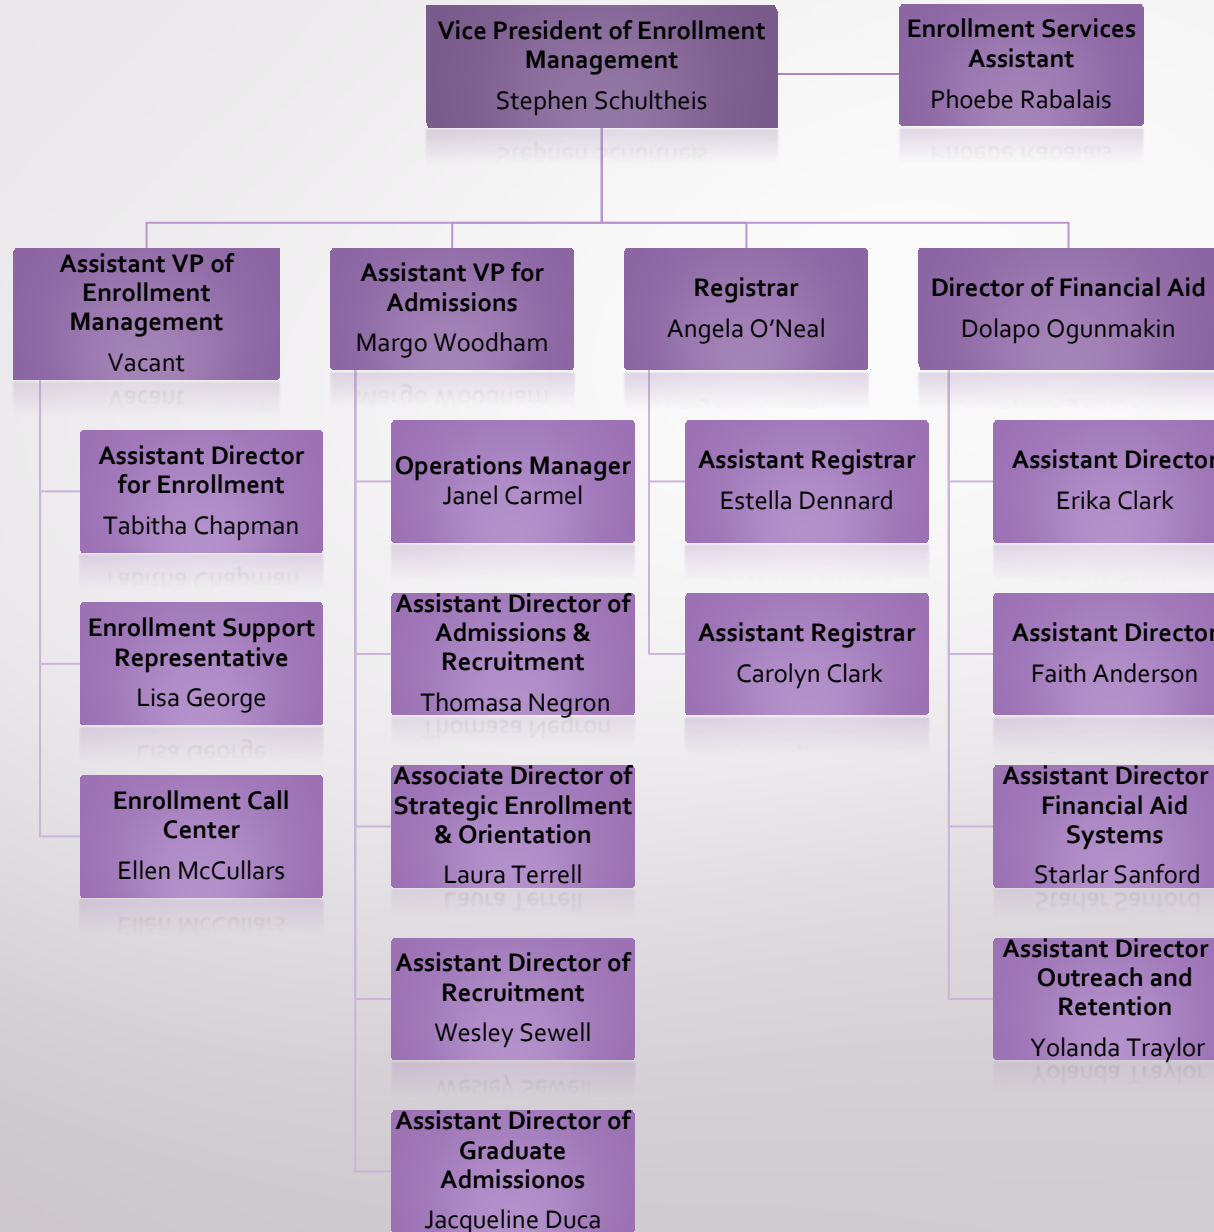 Vice President of Enrollment
Management
Stephen Schultheis
Enrollment Services
Assistant
Phoebe Rabalais
Assistant VP of
Enrollment
Management
Vacant
Assistant Director
for Enrollment
Tabitha Chapman
Enrollment Support
Representative
Lisa George
Enrollment Call
Center
Ellen McCullars
Assistant VP for
Admissions
Margo Woodham
Operations Manager
Janel Carmel
Assistant Director of
Admissions &
Recruitment
Thomasa Negron
Associate Director of
Strategic Enrollment
& Orientation
Laura Terrell
Assistant Director of
Recruitment
Wesley Sewell
Assistant Director of
Graduate
Admissionos
Jacqueline Duca
Registrar
Angela O’Neal
Assistant Registrar
Estella Dennard
Assistant Registrar
Carolyn Clark
Director of Financial Aid
Dolapo Ogunmakin
Assistant Director
Erika Clark
Assistant Director
Faith Anderson
Assistant Director
Financial Aid
Systems
Starlar Sanford
Assistant Director
Outreach and
Retention
Yolanda Traylor